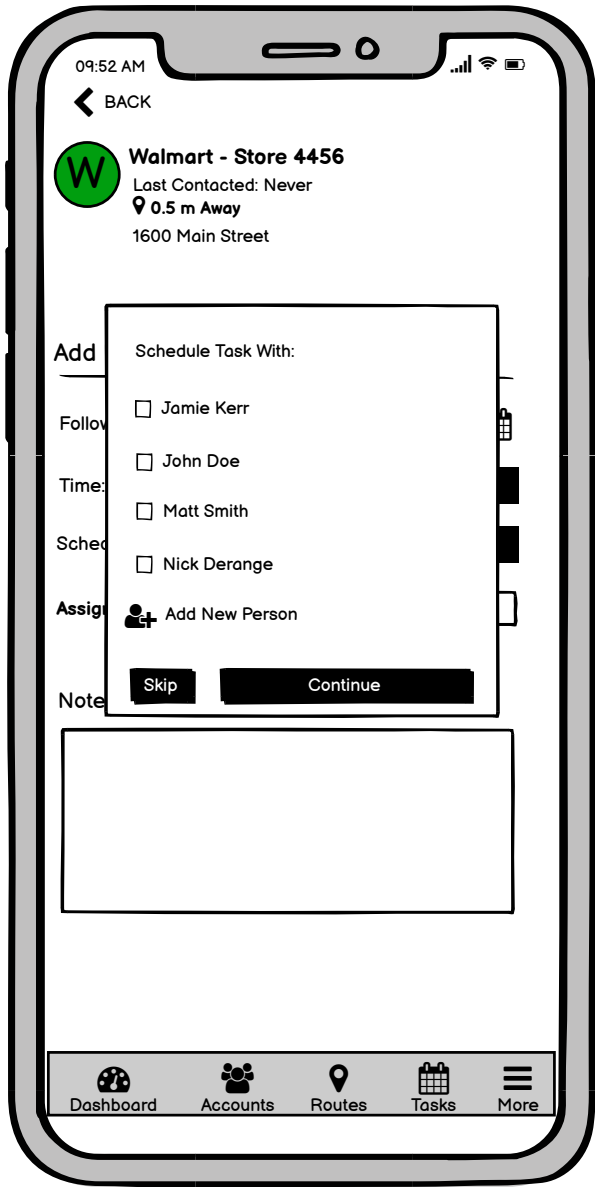 09:52 AM
BACK
W
Walmart - Store 4456
Last Contacted: Never
0.5 m Away
1600 Main Street
Add
Schedule Task With:
Jamie Kerr
Follow
John Doe
Time:
Matt Smith
Sched
Nick Derange
Assign
Add New Person
Skip Continue
Note
Dashboard Accounts Routes Tasks More